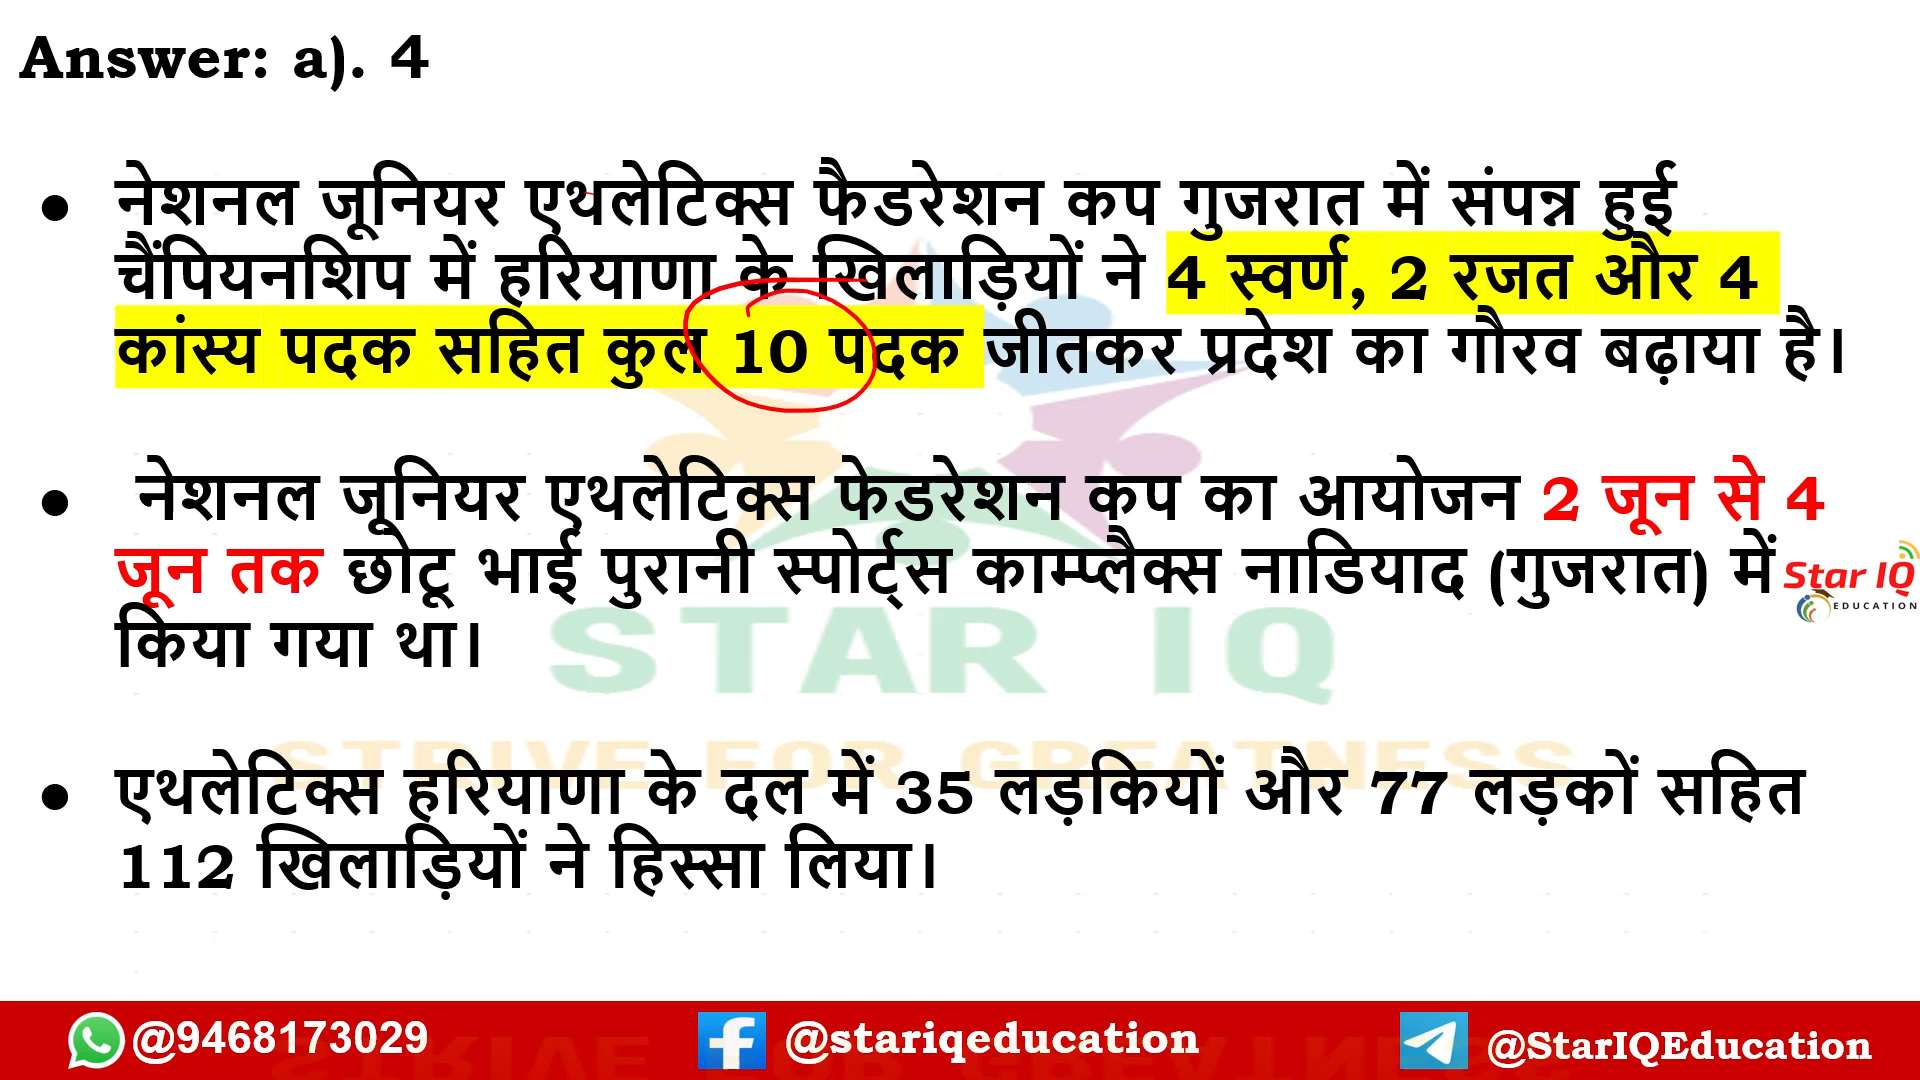 Answer: a). 4
● नेशनल जूनियर एथलेटिक्स फैडरेशन कप गुजरात में संपन्न हुई
चैंपियनशिप में हरियाणा के खिलाड़ियों ने 4 स्वर्ण, 2 रजत और 4
कांस्य पदक सहित कुल 10 पदक जीतकर प्रदेश का गौरव बढ़ाया है।
● नेशनल जूनियर एथलेटिक्स फेडरेशन कप का आयोजन 2 जून से 4
जून तक छोटू भाई पुरानी स्पोर्ट्स काम्प्लैक्स नाडियाद (गुजरात) में
किया गया था।
Star IQ
EDUCATION
STAR IQ
STRIVE FOR GREATNESS
● एथलेटिक्स हरियाणा के दल में 35 लड़कियों और 77 लड़कों सहित
112 खिलाड़ियों ने हिस्सा लिया।
@9468173029
@stariqeducation
@StarIQEducation